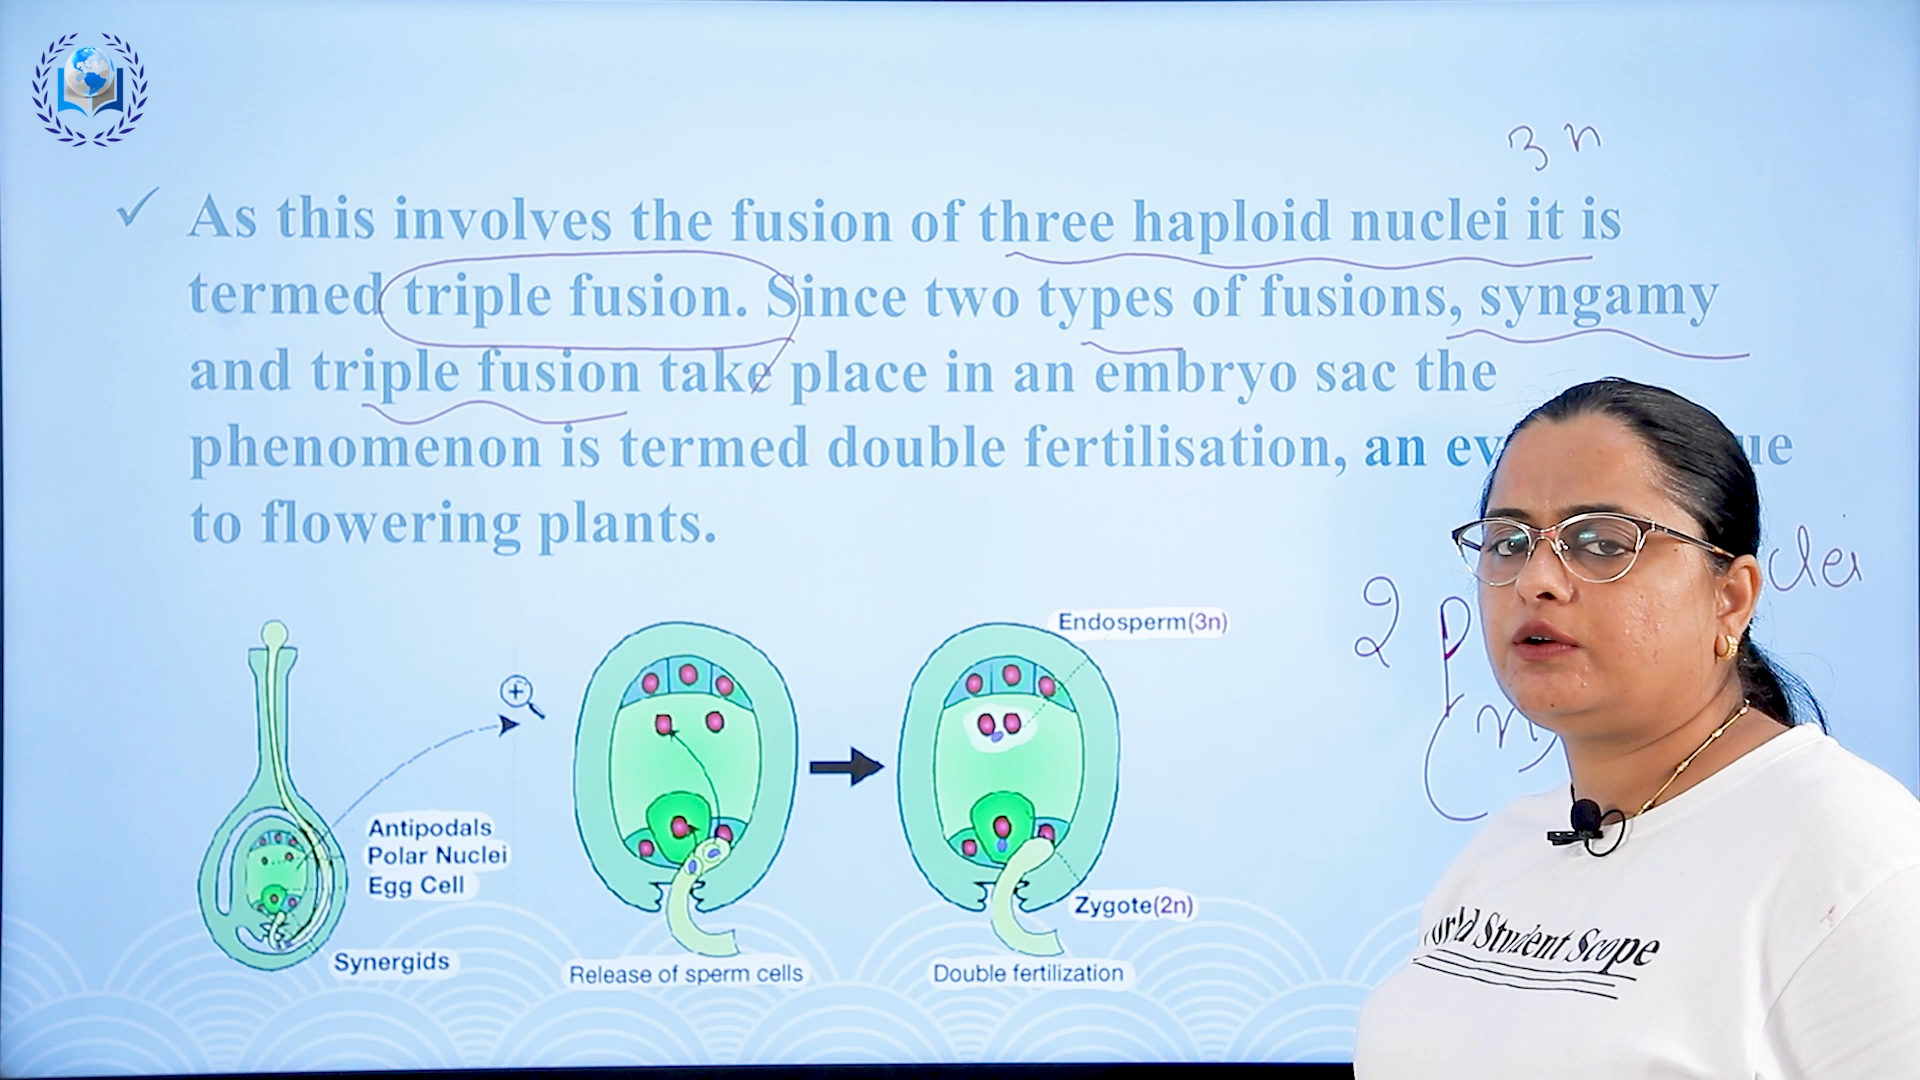 3n
✓ As this involves the fusion of three haploid nuclei it is
termed triple fusion. Since two types of fusions, syngamy
and triple fusion take place in an embryo sac the
phenomenon is termed double fertilisation, an
to flowering plants.
2
(n)
Endosperm(3n)
Antipodals
Polar Nuclei
Egg Cell
Synergids
Zygote(2n)
Release of sperm cells
Double fertilization
Student Scope